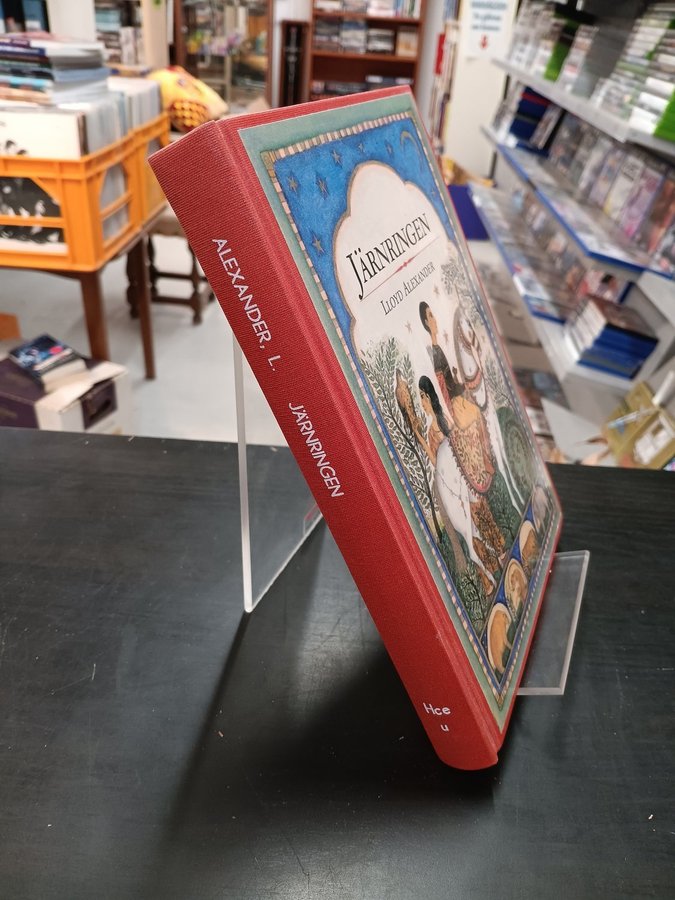 ALEXANDER, L. JÄRNRINGEN
Hce
u
JÄRNRINGEN
LLOYD ALEXANDER